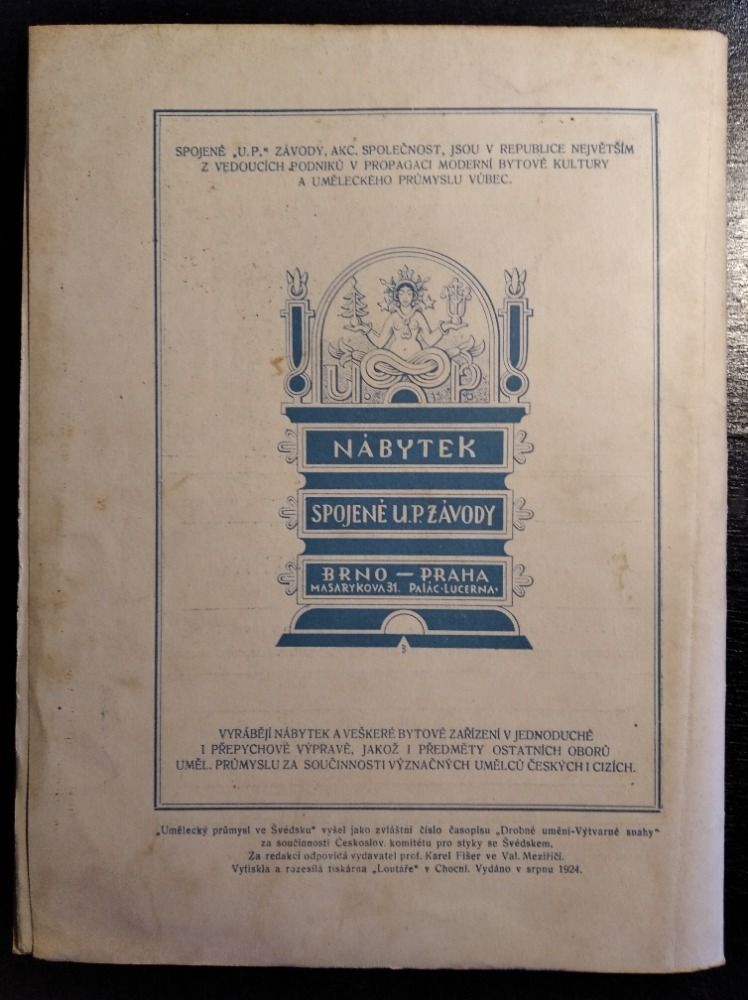 SPOJENÉ „U.P.“ ZÁVODY, AKC. SPOLEČNOST, JSOU V REPUBLICE NEJVĚTŠÍM
Z VEDOUCÍCH PODNIKŮ V PROPAGACI MODERNÍ BYTOVÉ KULTURY
A UMĚLECKÉHO PRŮMYSLU VŮBEC.
U P
NÁBYTEK
SPOJENÉ U.P. ZÁVODY
BRNO — PRAHA
MASARYKOVA 31. PALÁC·LUCERNA·
3
VYRÁBĚJÍ NÁBYTEK A VEŠKERÉ BYTOVÉ ZAŘÍZENÍ V JEDNODUCHÉ
I PŘEPYCHOVÉ VÝPRAVĚ, JAKOŽ I PŘEDMĚTY OSTATNÍCH OBORŮ
UMĚL. PRŮMYSLU ZA SOUČINNOSTI VÝZNAČNÝCH UMĚLCŮ ČESKÝCH I CIZÍCH.
„Umělecký průmysl ve Švédsku“ vyšel jako zvláštní číslo časopisu „Drobné umění-Výtvarné snahy“
za součinnosti Českoslov. komitétu pro styky se Švédskem.
Za redakci odpovídá vydavatel prof. Karel Fišer ve Val. Meziříčí.
Vytiskla a rozesílá tiskárna „Loutáře“ v Chocni. Vydáno v srpnu 1924.